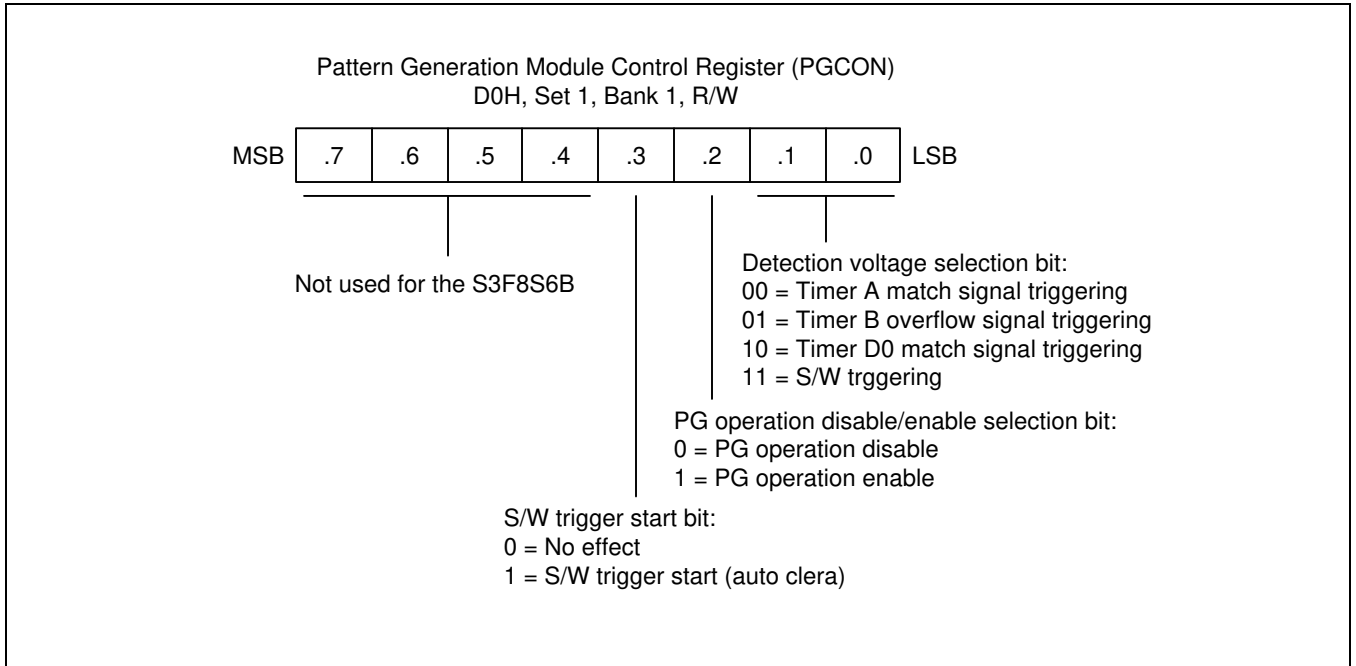 Pattern Generation Module Control Register (PGCON)
D0H, Set 1, Bank 1, R/W
MSB .7 .6 .5 .4 .3 .2 .1 .0 LSB
Not used for the S3F8S6B
Detection voltage selection bit:
00 = Timer A match signal triggering
01 = Timer B overflow signal triggering
10 = Timer D0 match signal triggering
11 = S/W trggering
PG operation disable/enable selection bit:
0 = PG operation disable
1 = PG operation enable
S/W trigger start bit:
0 = No effect
1 = S/W trigger start (auto clera)